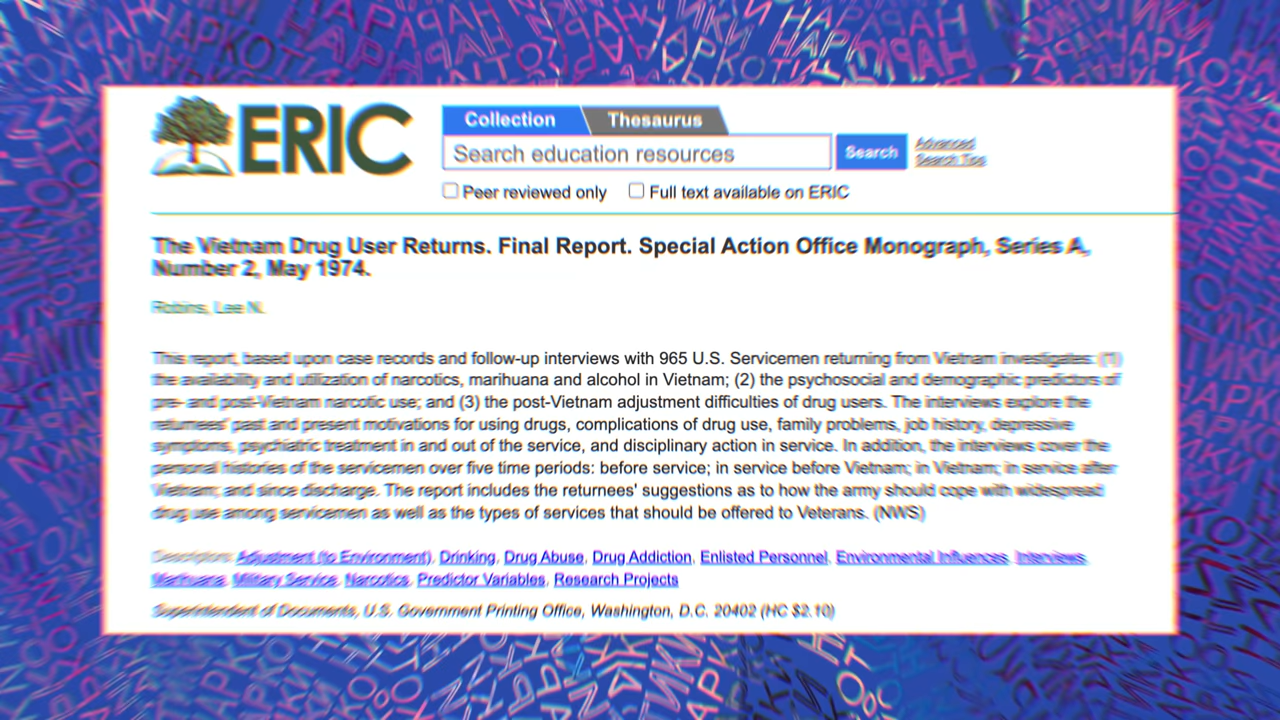 ERIC
Collection
Thesaurus
Search education resources
Search
Advanced
Search Tips
Peer reviewed only
Full text available on ERIC
The Vietnam Drug User Returns. Final Report. Special Action Office Monograph, Series A,
Number 2, May 1974.
Robins, Lee N.
This report, based upon case records and follow-up interviews with 965 U.S. Servicemen returning from Vietnam investigates: (1)
the availability and utilization of narcotics, marihuana and alcohol in Vietnam; (2) the psychosocial and demographic predictors of
pre- and post-Vietnam narcotic use; and (3) the post-Vietnam adjustment difficulties of drug users. The interviews explore the
returnees' past and present motivations for using drugs, complications of drug use, family problems, job history, depressive
symptoms, psychiatric treatment in and out of the service, and disciplinary action in service. In addition, the interviews cover the
personal histories of the servicemen over five time periods: before service; in service before Vietnam; in Vietnam; in service after
Vietnam; and since discharge. The report includes the returnees' suggestions as to how the army should cope with widespread
drug use among servicemen as well as the types of services that should be offered to Veterans. (NWS)
Descriptors: Adjustment (to Environment), Drinking, Drug Abuse, Drug Addiction, Enlisted Personnel, Environmental Influences, Interviews,
Marihuana, Military Service, Narcotics, Predictor Variables, Research Projects
Superintendent of Documents, U.S. Government Printing Office, Washington, D.C. 20402 (HC $2.10)